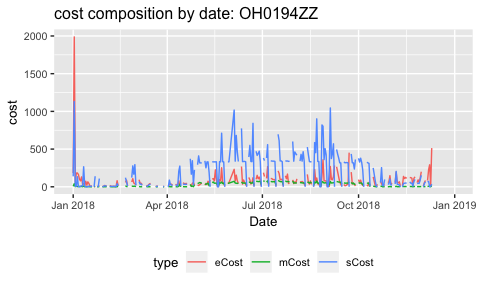 cost composition by date: OH0194ZZ
2000
1500
1000
500
0
cost
Jan 2018
Apr 2018
Jul 2018
Oct 2018
Jan 2019
Date
type
eCost
mCost
sCost